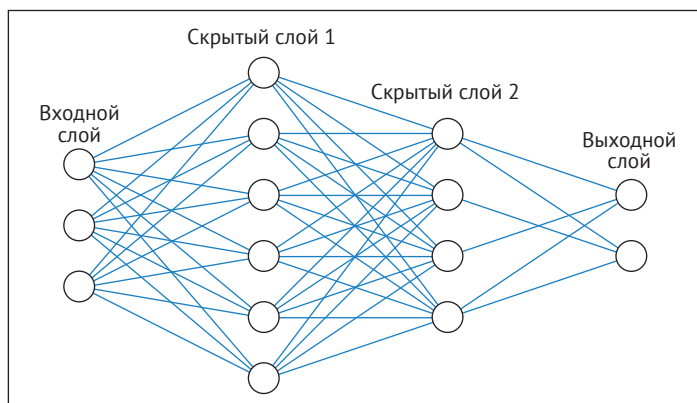 Скрытый слой 1
Входной
слой
Скрытый слой 2
Выходной
слой